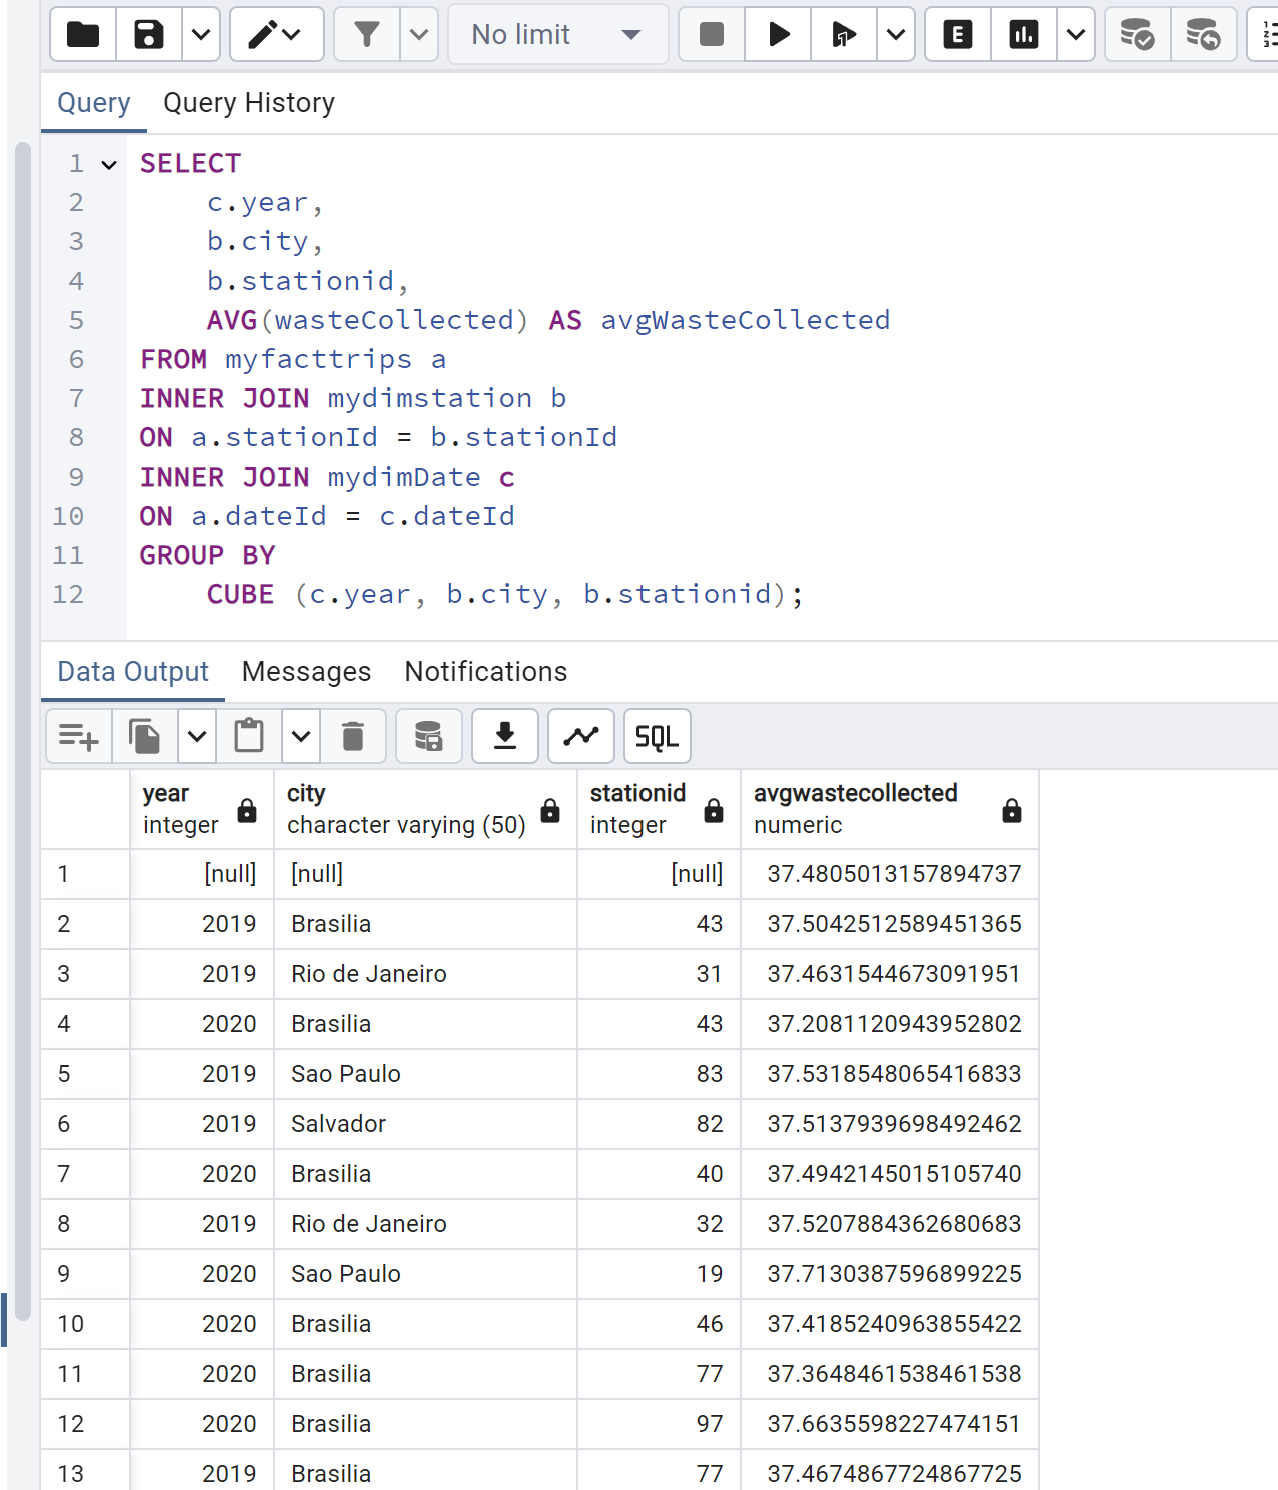 No limit
E
Query Query History
1 SELECT
2 c.year,
3 b.city,
4 b.stationid,
5 AVG(wasteCollected) AS avgWasteCollected
6 FROM myfacttrips a
7 INNER JOIN mydimstation b
8 ON a.stationId = b.stationId
9 INNER JOIN mydimDate c
10 ON a.dateId = c.dateId
11 GROUP BY
12 CUBE (c.year, b.city, b.stationid);
Data Output Messages Notifications
SQL
year city stationid avgwastecollected
integer character varying (50) integer numeric
1 [null] [null] [null] 37.4805013157894737
2 2019 Brasilia 43 37.5042512589451365
3 2019 Rio de Janeiro 31 37.4631544673091951
4 2020 Brasilia 43 37.2081120943952802
5 2019 Sao Paulo 83 37.5318548065416833
6 2019 Salvador 82 37.5137939698492462
7 2020 Brasilia 40 37.4942145015105740
8 2019 Rio de Janeiro 32 37.5207884362680683
9 2020 Sao Paulo 19 37.7130387596899225
10 2020 Brasilia 46 37.4185240963855422
11 2020 Brasilia 77 37.3648461538461538
12 2020 Brasilia 97 37.6635598227474151
13 2019 Brasilia 77 37.4674867724867725